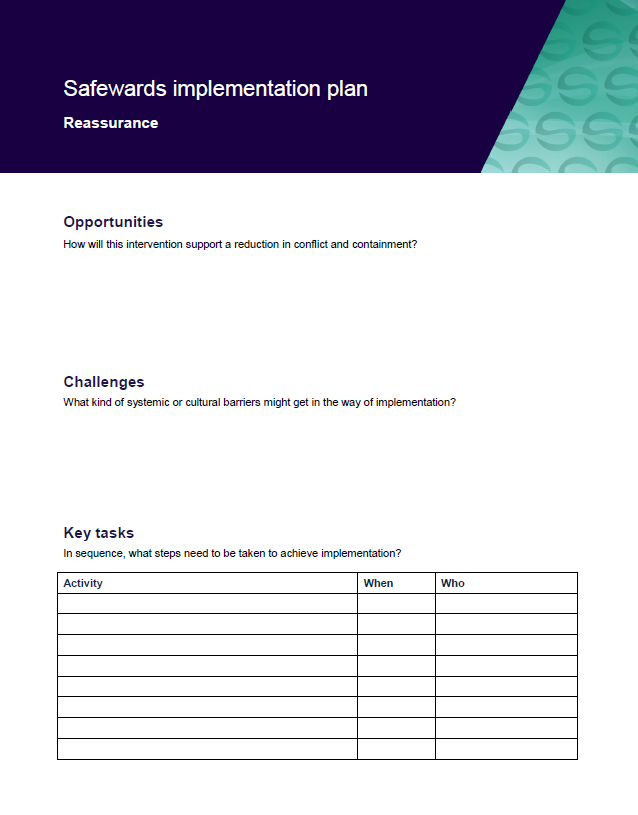 Safewards implementation plan
Reassurance
Opportunities
How will this intervention support a reduction in conflict and containment?
Challenges
What kind of systemic or cultural barriers might get in the way of implementation?
Key tasks
In sequence, what steps need to be taken to achieve implementation?
Activity When Who